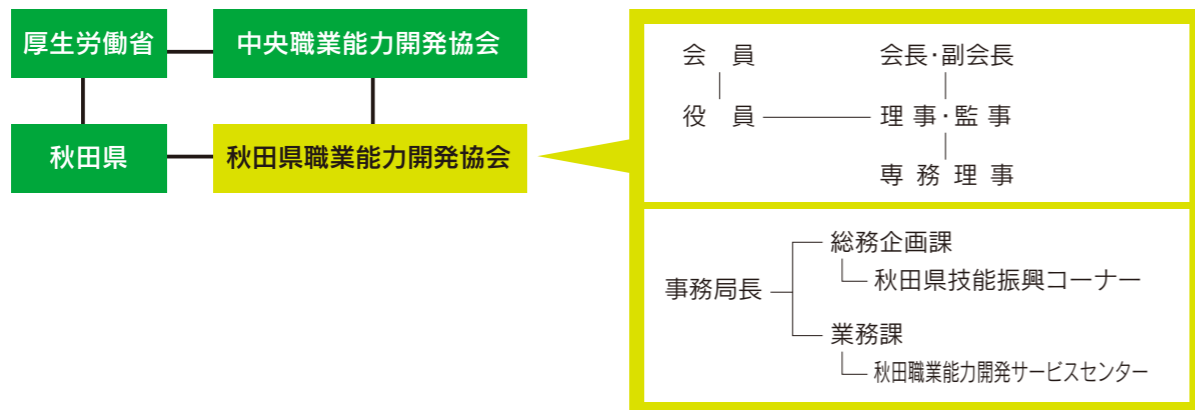 厚生労働省
中央職業能力開発協会
秋田県
秋田県職業能力開発協会
会員
会長・副会長
役員
理事・監事
専務理事
事務局長
総務企画課
秋田県技能振興コーナー
業務課
秋田職業能力開発サービスセンター